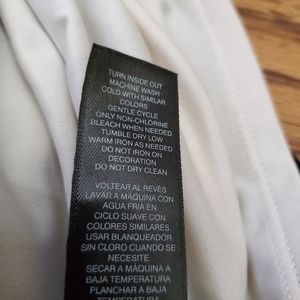 TURN INSIDE OUT
MACHINE WASH
COLD-WITH SIMILAR
COLORS
GENTLE CYCLE
ONLY NON-CHLORINE
BLEACH WHEN NEEDED
TUMBLE DRY LOW
WARM IRON AS NEEDED
DO NOT IRON ON
DECORATION
DO NOT DRY CLEAN
VOLTEAR AL REVÉS
LAVAR A MÁQUINA CON
AGUA FRÍA EN
CICLO SUAVE CON
COLORES SIMILARES.
USAR BLANQUEADOR
SIN CLORO CUANDO SE
NECESITE
SECAR A MÁQUINA A
BAJA TEMPERATURA
PLANCHAR A BAJA
TEMPERATURA